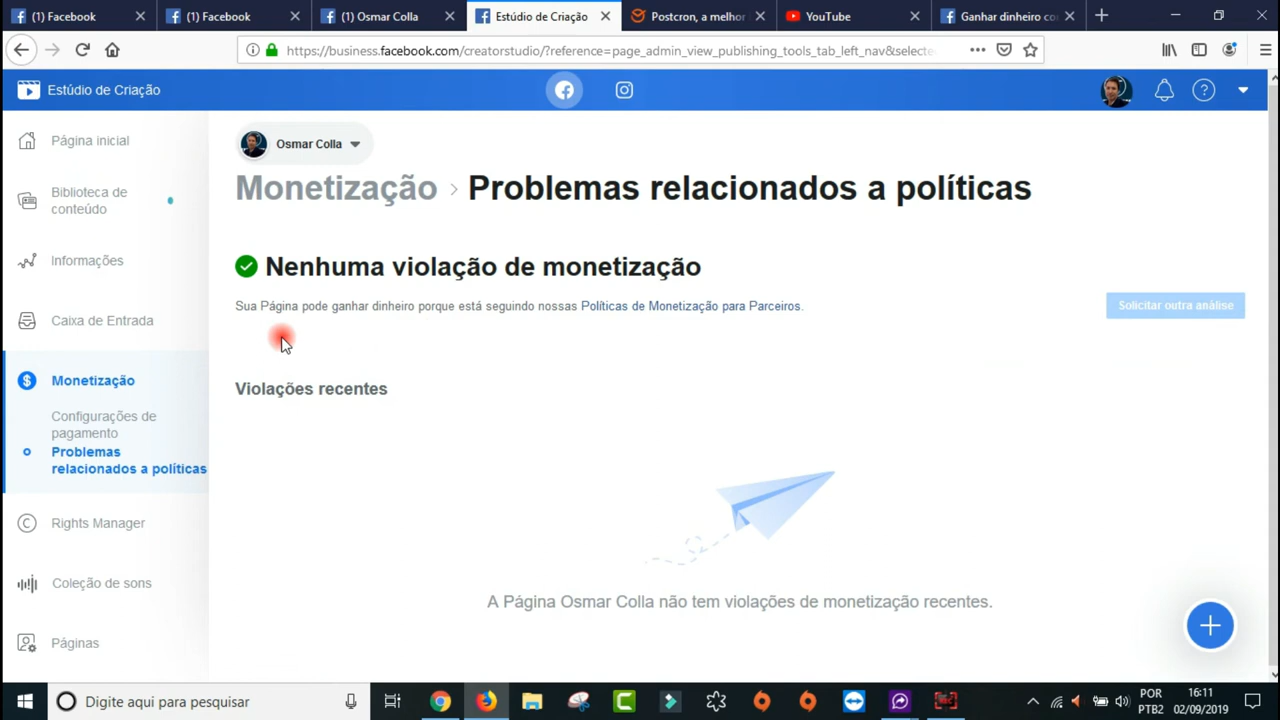 (1) Facebook
(1) Facebook
(1) Osmar Colla
Estúdio de Criação
Postcron, a melhor
YouTube
Ganhar dinheiro co
https://business.facebook.com/creatorstudio/?reference=page_admin_view_publishing_tools_tab_left_nav&selecte
Estúdio de Criação
Página inicial
Biblioteca de
conteúdo
Informações
Caixa de Entrada
Monetização
Configurações de
pagamento
Problemas
relacionados a políticas
Rights Manager
Coleção de sons
Páginas
Osmar Colla
Monetização > Problemas relacionados a políticas
Nenhuma violação de monetização
Sua Página pode ganhar dinheiro porque está seguindo nossas Políticas de Monetização para Parceiros.
Solicitar outra análise
Violações recentes
A Página Osmar Colla não tem violações de monetização recentes.
Digite aqui para pesquisar
POR
PTB2
16:11
02/09/2019